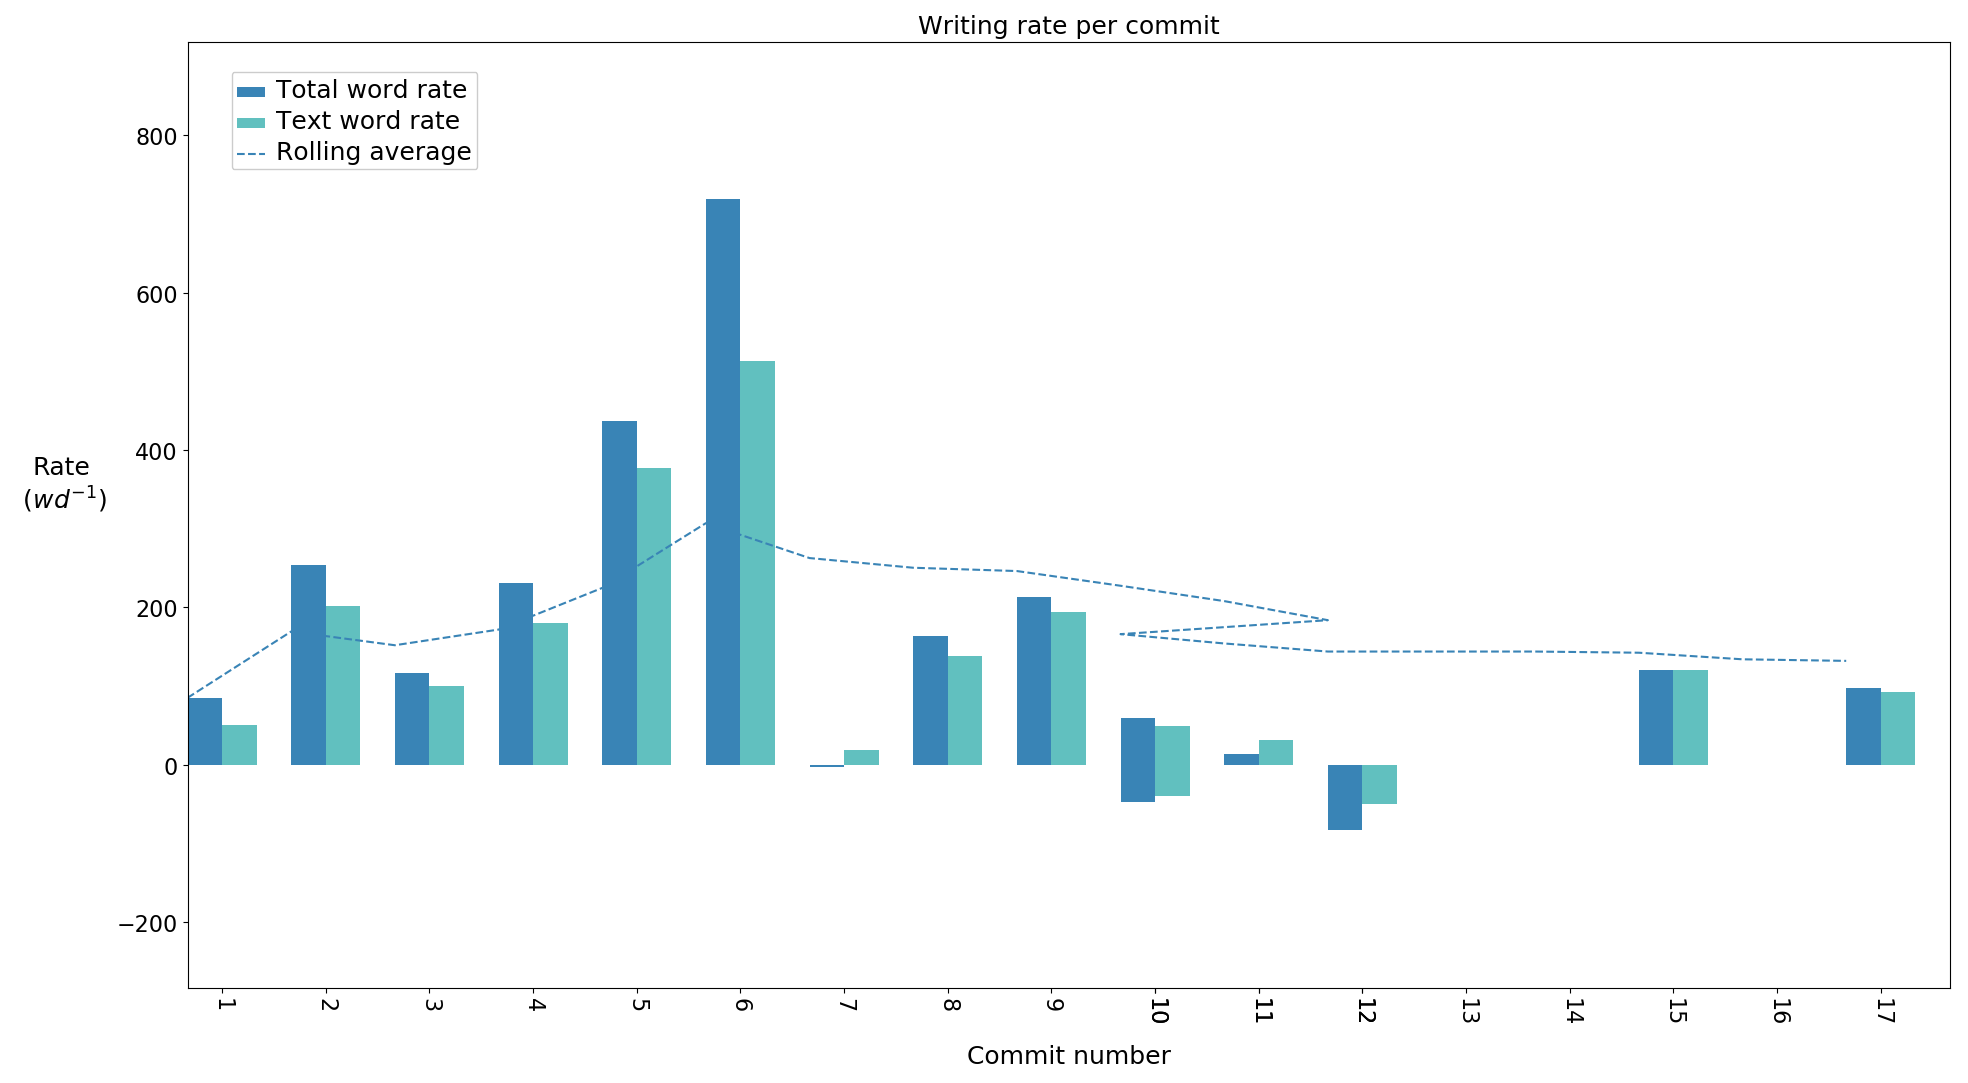 Writing rate per commit
Total word rate
Text word rate
Rolling average
800
600
400
200
0
−200
Rate
(wd⁻¹)
1 2 3 4 5 6 7 8 9 10 11 12 13 14 15 16 17
Commit number